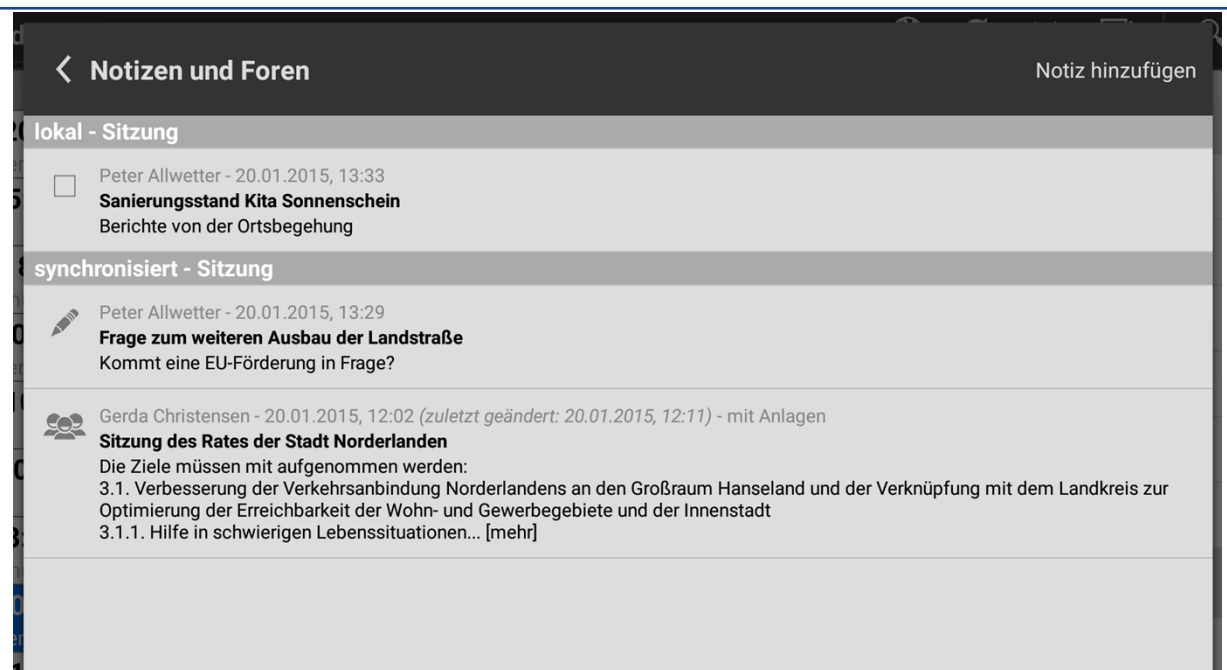 Notizen und Foren
Notiz hinzufügen
lokal - Sitzung
Peter Allwetter - 20.01.2015, 13:33
Sanierungsstand Kita Sonnenschein
Berichte von der Ortsbegehung
synchronisiert - Sitzung
Peter Allwetter - 20.01.2015, 13:29
Frage zum weiteren Ausbau der Landstraße
Kommt eine EU-Förderung in Frage?
Gerda Christensen - 20.01.2015, 12:02 (zuletzt geändert: 20.01.2015, 12:11) - mit Anlagen
Sitzung des Rates der Stadt Norderlanden
Die Ziele müssen mit aufgenommen werden:
3.1. Verbesserung der Verkehrsanbindung Norderlandens an den Großraum Hanseland und der Verknüpfung mit dem Landkreis zur
Optimierung der Erreichbarkeit der Wohn- und Gewerbegebiete und der Innenstadt
3.1.1. Hilfe in schwierigen Lebenssituationen... [mehr]